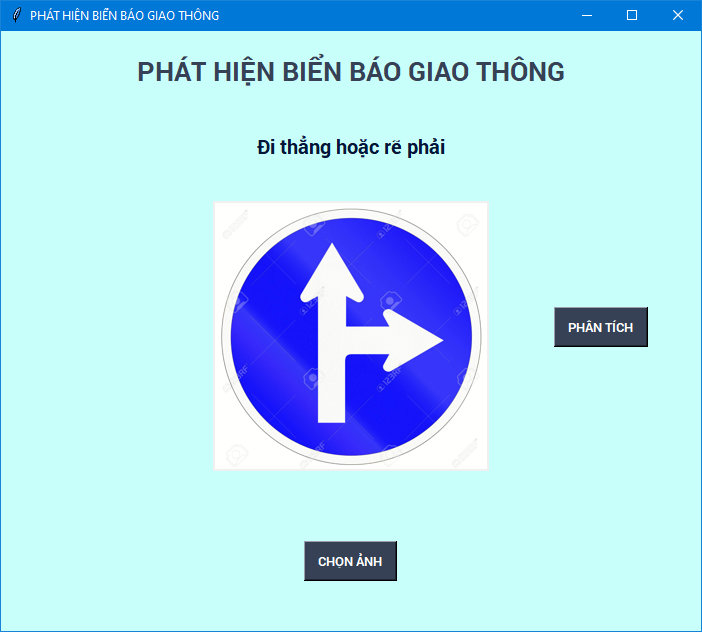 PHÁT HIỆN BIỂN BÁO GIAO THÔNG
PHÁT HIỆN BIỂN BÁO GIAO THÔNG
Đi thẳng hoặc rẽ phải
PHÂN TÍCH
CHỌN ẢNH